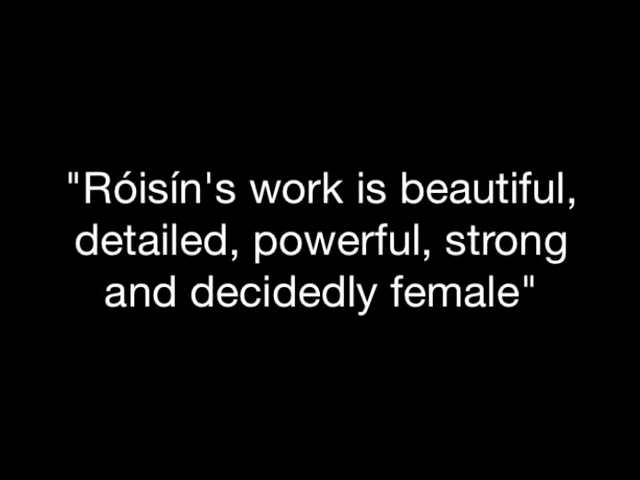 "Róisín's work is beautiful,
detailed, powerful, strong
and decidedly female"